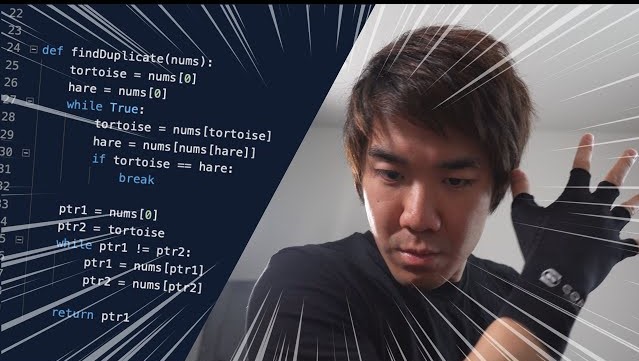 22
23
24 def findDuplicate(nums):
25 tortoise = nums[0]
26 hare = nums[0]
27 while True:
28 tortoise = nums[tortoise]
29 hare = nums[nums[hare]]
30 if tortoise == hare:
31 break
32
33 ptr1 = nums[0]
34 ptr2 = tortoise
35 while ptr1 != ptr2:
ptr1 = nums[ptr1]
ptr2 = nums[ptr2]
return ptr1